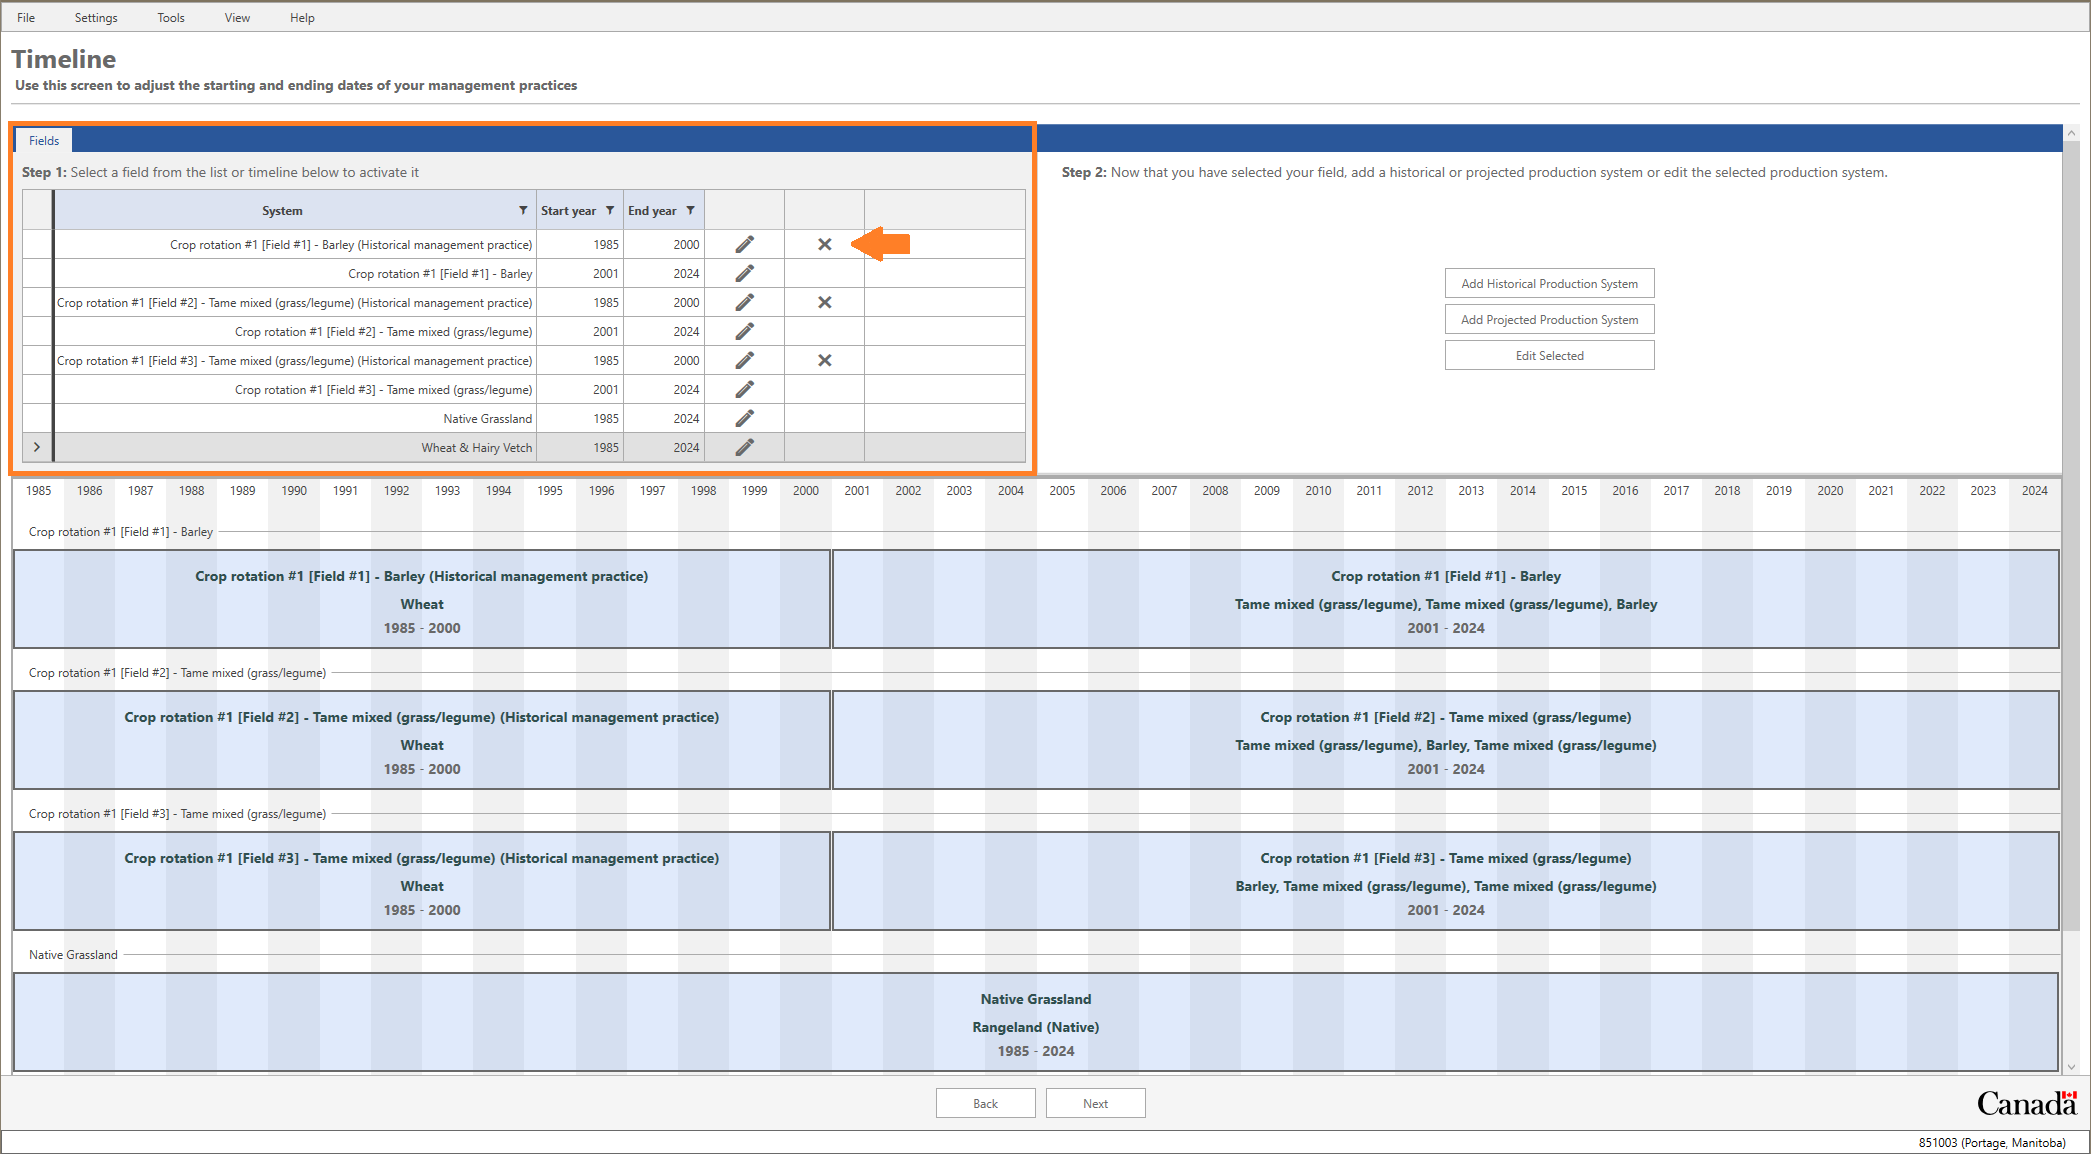 File Settings Tools View Help
Timeline
Use this screen to adjust the starting and ending dates of your management practices
Fields
Step 1: Select a field from the list or timeline below to activate it
System Start year End year
Crop rotation #1 [Field #1] - Barley (Historical management practice) 1985 2000
Crop rotation #1 [Field #1] - Barley 2001 2024
Crop rotation #1 [Field #2] - Tame mixed (grass/legume) (Historical management practice) 1985 2000
Crop rotation #1 [Field #2] - Tame mixed (grass/legume) 2001 2024
Crop rotation #1 [Field #3] - Tame mixed (grass/legume) (Historical management practice) 1985 2000
Crop rotation #1 [Field #3] - Tame mixed (grass/legume) 2001 2024
Native Grassland 1985 2024
Wheat & Hairy Vetch 1985 2024
Step 2: Now that you have selected your field, add a historical or projected production system or edit the selected production system.
Add Historical Production System
Add Projected Production System
Edit Selected
1985 1986 1987 1988 1989 1990 1991 1992 1993 1994 1995 1996 1997 1998 1999 2000 2001 2002 2003 2004 2005 2006 2007 2008 2009 2010 2011 2012 2013 2014 2015 2016 2017 2018 2019 2020 2021 2022 2023 2024
Crop rotation #1 [Field #1] - Barley
Crop rotation #1 [Field #1] - Barley (Historical management practice)
Wheat
1985 - 2000
Crop rotation #1 [Field #1] - Barley
Tame mixed (grass/legume), Tame mixed (grass/legume), Barley
2001 - 2024
Crop rotation #1 [Field #2] - Tame mixed (grass/legume)
Crop rotation #1 [Field #2] - Tame mixed (grass/legume) (Historical management practice)
Wheat
1985 - 2000
Crop rotation #1 [Field #2] - Tame mixed (grass/legume)
Tame mixed (grass/legume), Barley, Tame mixed (grass/legume)
2001 - 2024
Crop rotation #1 [Field #3] - Tame mixed (grass/legume)
Crop rotation #1 [Field #3] - Tame mixed (grass/legume) (Historical management practice)
Wheat
1985 - 2000
Crop rotation #1 [Field #3] - Tame mixed (grass/legume)
Barley, Tame mixed (grass/legume), Tame mixed (grass/legume)
2001 - 2024
Native Grassland
Native Grassland
Rangeland (Native)
1985 - 2024
Back Next
Canada
851003 (Portage, Manitoba)